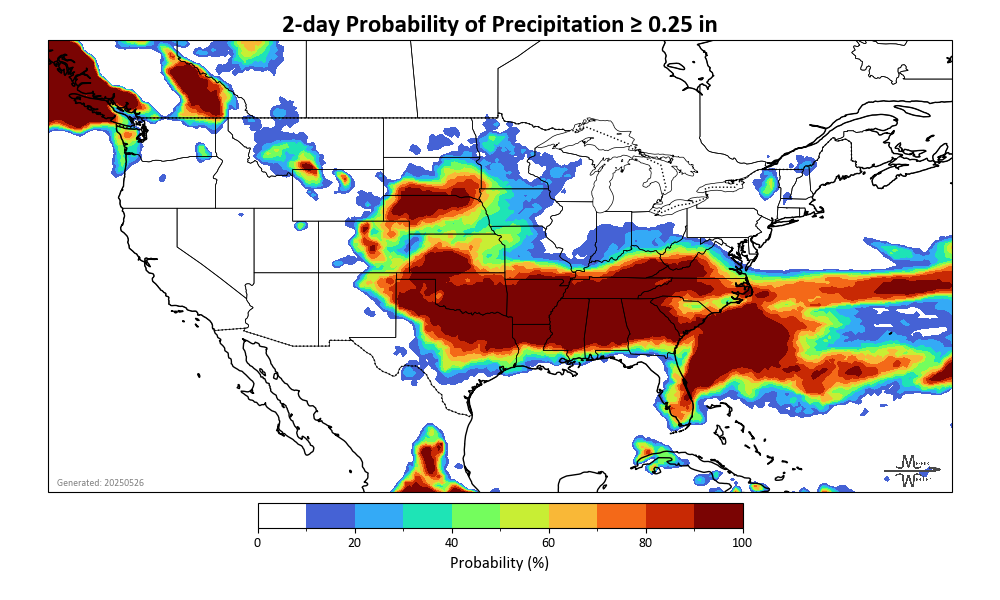 2-day Probability of Precipitation ≥ 0.25 in
Generated: 20250526
0 20 40 60 80 100
Probability (%)